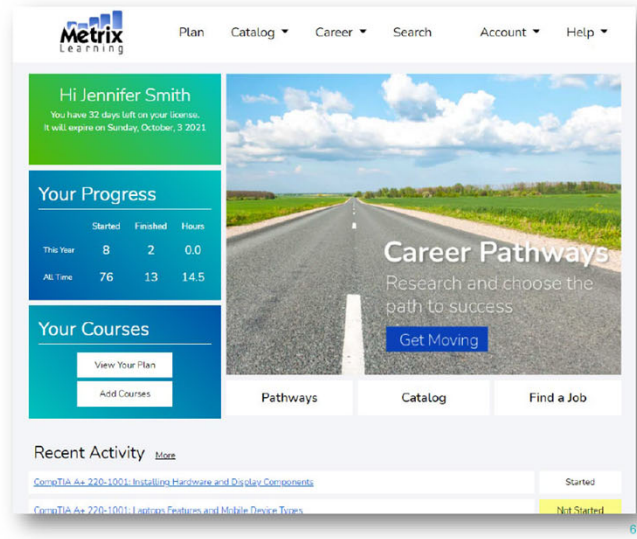 Metrix
Learning
Plan
Catalog
Career
Search
Account
Help
Hi Jennifer Smith
You have 32 days left on your
license.
It will expire on Sunday, October, 3 2021
Your Progress
Started Finished Hours
This Year 8 2 0.0
All Time 76 13 14.5
Career Pathways
Research and choose the
path to success
Get Moving
Your Courses
View Your Plan
Add Courses
Pathways
Catalog
Find a Job
Recent Activity More
CompTIA A+ 220-1001: Installing Hardware and Display Components
Started
CompTIA A+ 220-1001: Laptops Features and Mobile Device Types
Not Started
6